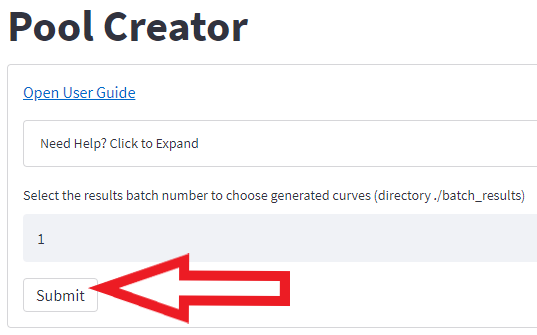 Pool Creator
Open User Guide
Need Help? Click to Expand
Select the results batch number to choose generated curves (directory ./batch_results)
1
Submit